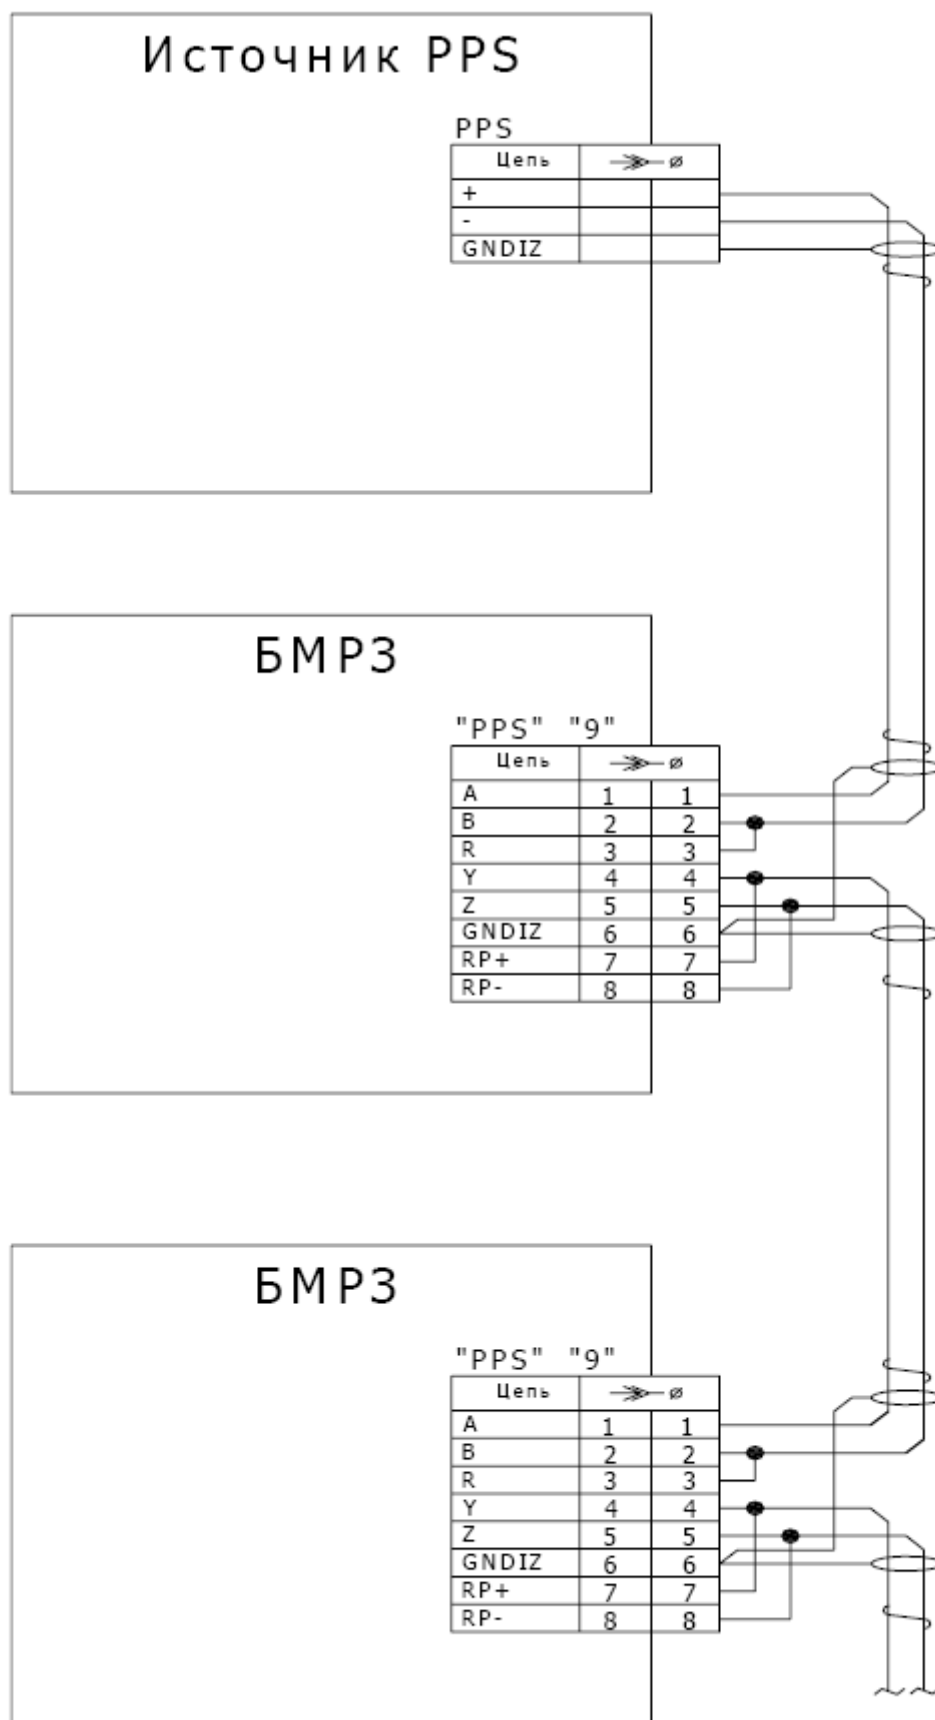 Источник PPS
PPS
Цепь
+
-
GNDIZ
БМРЗ
"PPS" "9"
Цепь
A 1 1
B 2 2
R 3 3
Y 4 4
Z 5 5
GNDIZ 6 6
RP+ 7 7
RP- 8 8
БМРЗ
"PPS" "9"
Цепь
A 1 1
B 2 2
R 3 3
Y 4 4
Z 5 5
GNDIZ 6 6
RP+ 7 7
RP- 8 8